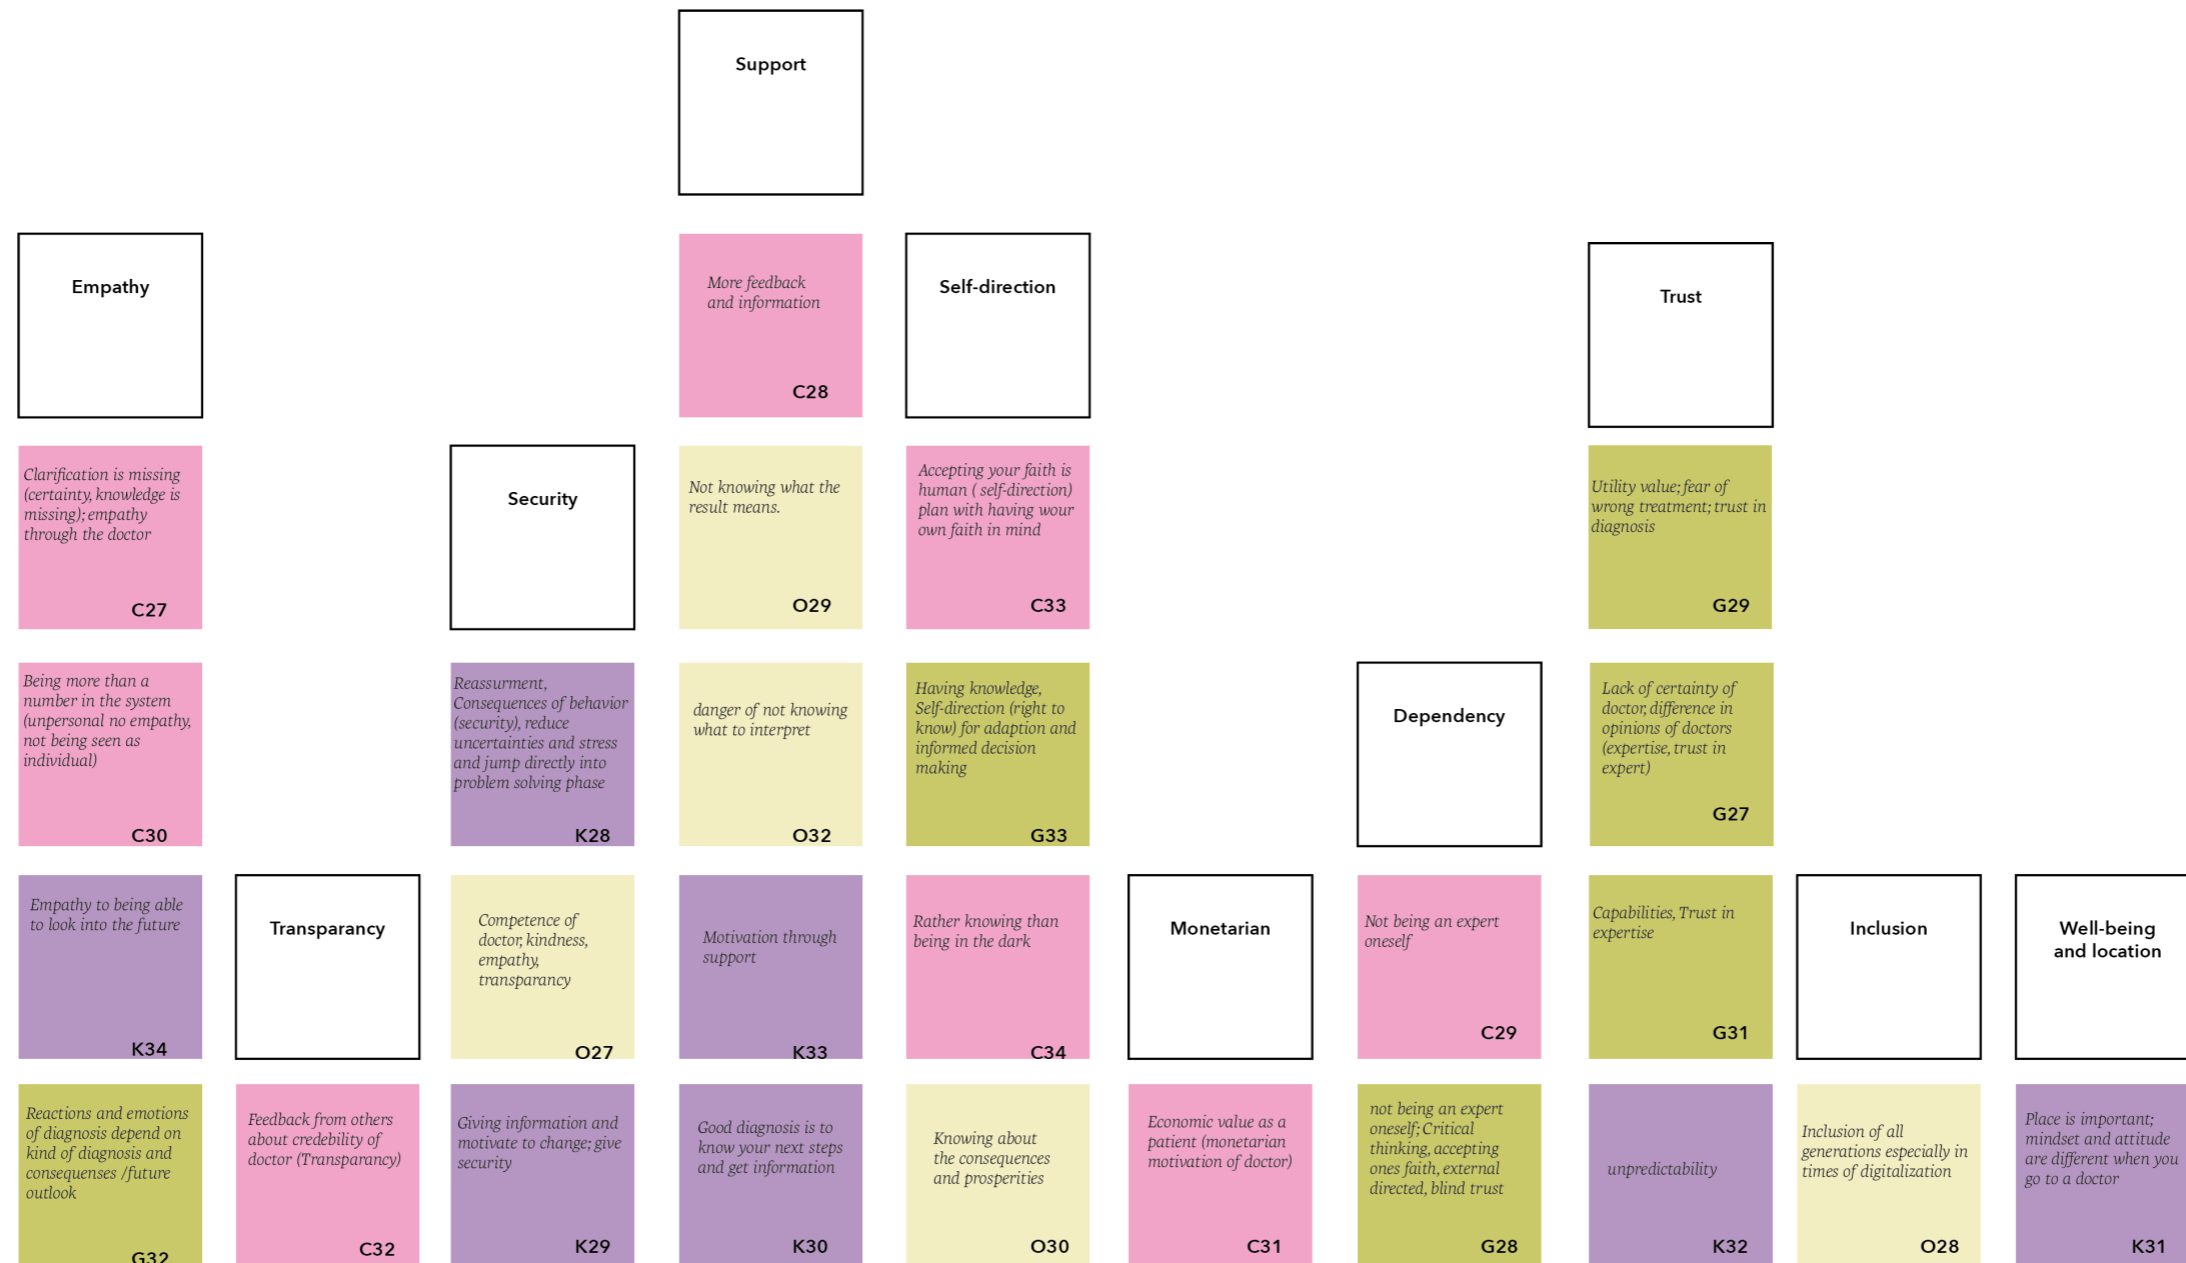 Support
Empathy
More feedback
and information
C28
Self-direction
Trust
Clarification is missing
(certainty, knowledge is
missing); empathy
through the doctor
C27
Security
Not knowing what the
result means.
O29
Accepting your faith is
human ( self-direction)
plan with having wour
own faith in mind
C33
Utility value; fear of
wrong treatment; trust in
diagnosis
G29
Being more than a
number in the system
(unpersonal no empathy,
not being seen as
individual)
C30
Reassurment,
Consequences of behavior
(security), reduce
uncertainties and stress
and jump directly into
problem solving phase
K28
danger of not knowing
what to interpret
O32
Having knowledge,
Self-direction (right to
know) for adaption and
informed decision
making
G33
Dependency
Lack of certainty of
doctor, difference in
opinions of doctors
(expertise, trust in
expert)
G27
Empathy to being able
to look into the future
K34
Transparancy
Competence of
doctor, kindness,
empathy,
transparancy
O27
Motivation through
support
K33
Rather knowing than
being in the dark
C34
Monetarian
Not being an expert
oneself
C29
Capabilities, Trust in
expertise
G31
Inclusion
Well-being
and location
Reactions and emotions
of diagnosis depend on
kind of diagnosis and
consequenses /future
outlook
G32
Feedback from others
about credebility of
doctor (Transparancy)
C32
Giving information and
motivate to change; give
security
K29
Good diagnosis is to
know your next steps
and get information
K30
Knowing about
the consequences
and prosperities
O30
Economic value as a
patient (monetarian
motivation of doctor)
C31
not being an expert
oneself; Critical
thinking, accepting
ones faith, external
directed, blind trust
G28
unpredictability
K32
Inclusion of all
generations especially in
times of digitalization
O28
Place is important;
mindset and attitude
are different when you
go to a doctor
K31